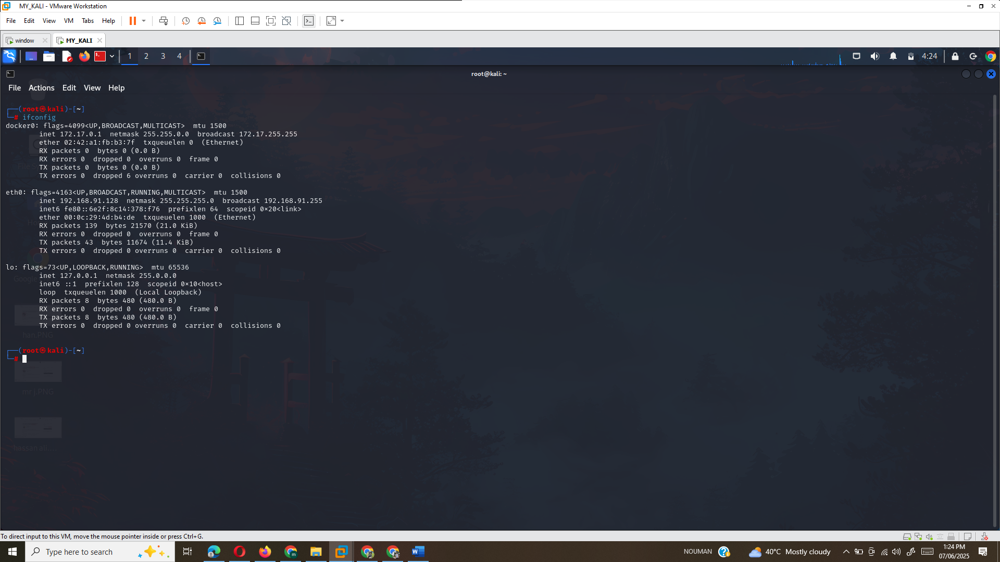 MY_KALI - VMware Workstation
File Edit View VM Tabs Help
window MY_KALI
1 2 3 4 4:24
root@kali: ~
File Actions Edit View Help
┌──(root㉿kali)-[~]
└─# ifconfig
docker0: flags=4099<UP,BROADCAST,MULTICAST>  mtu 1500
        inet 172.17.0.1  netmask 255.255.0.0  broadcast 172.17.255.255
        ether 02:42:a1:fb:b3:7f  txqueuelen 0  (Ethernet)
        RX packets 0  bytes 0 (0.0 B)
        RX errors 0  dropped 0  overruns 0  frame 0
        TX packets 0  bytes 0 (0.0 B)
        TX errors 0  dropped 6 overruns 0  carrier 0  collisions 0
eth0: flags=4163<UP,BROADCAST,RUNNING,MULTICAST>  mtu 1500
        inet 192.168.91.128  netmask 255.255.255.0  broadcast 192.168.91.255
        inet6 fe80::6e2f:8c14:378:f76  prefixlen 64  scopeid 0x20<link>
        ether 00:0c:29:4d:b4:de  txqueuelen 1000  (Ethernet)
        RX packets 139  bytes 21570 (21.0 KiB)
        RX errors 0  dropped 0  overruns 0  frame 0
        TX packets 43  bytes 11674 (11.4 KiB)
        TX errors 0  dropped 0 overruns 0  carrier 0  collisions 0
lo: flags=73<UP,LOOPBACK,RUNNING>  mtu 65536
        inet 127.0.0.1  netmask 255.0.0.0
        inet6 ::1  prefixlen 128  scopeid 0x10<host>
        loop  txqueuelen 1000  (Local Loopback)
        RX packets 8  bytes 480 (480.0 B)
        RX errors 0  dropped 0  overruns 0  frame 0
        TX packets 8  bytes 480 (480.0 B)
        TX errors 0  dropped 0 overruns 0  carrier 0  collisions 0
han.PNG
┌──(root㉿kali)-[~]
└─#
mr j.PNG
hassan ali....
To direct input to this VM, move the mouse pointer inside or press Ctrl+G.
Type here to search
NOUMAN
40°C Mostly cloudy
1:24 PM
07/06/2025